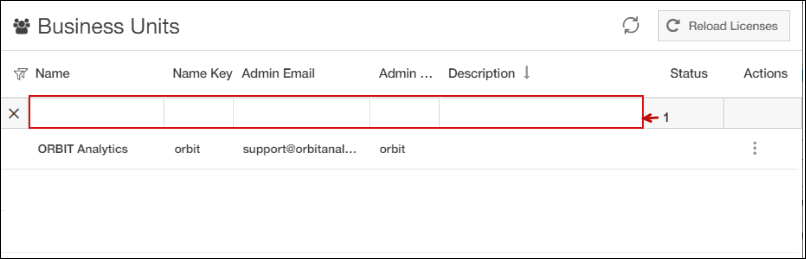 Business Units
Reload Licenses
Name Name Key Admin Email Admin ... Description Status Actions
1
ORBIT Analytics orbit support@orbitanal... orbit